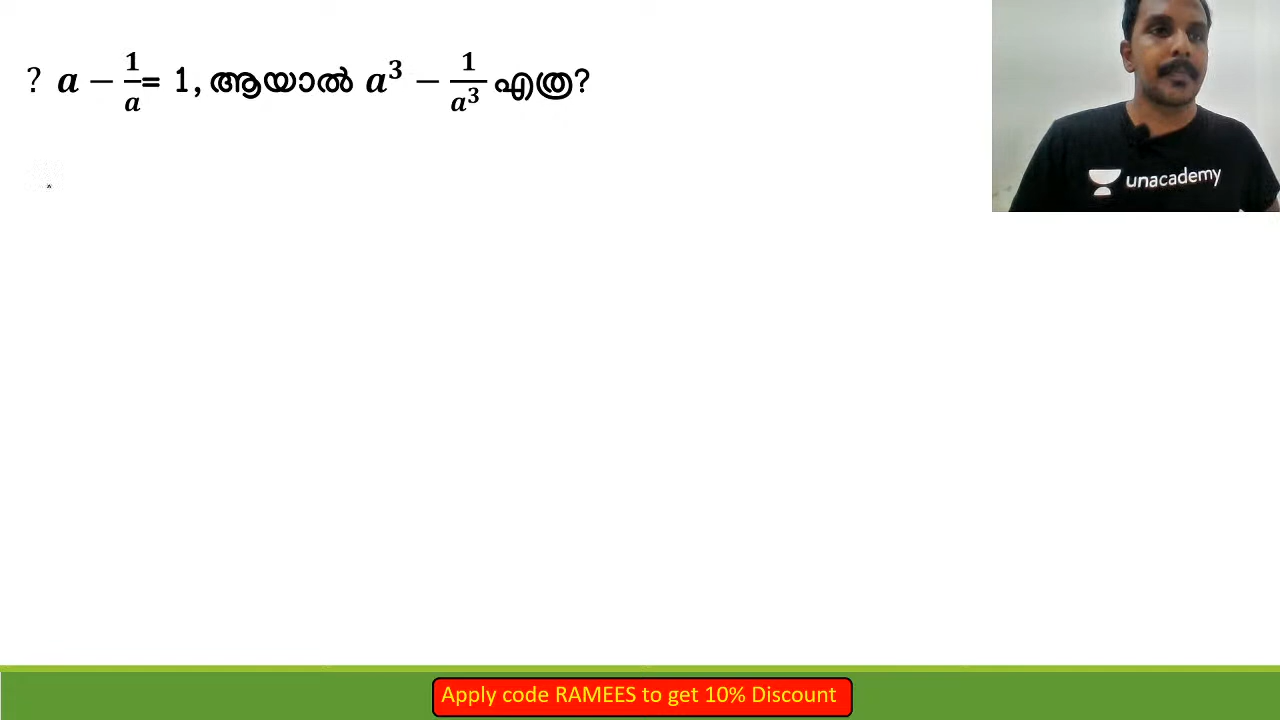 ? a − 1/a = 1, ആയാൽ a³ − 1/a³ എത്ര?
unacademy
Apply code RAMEES to get 10% Discount